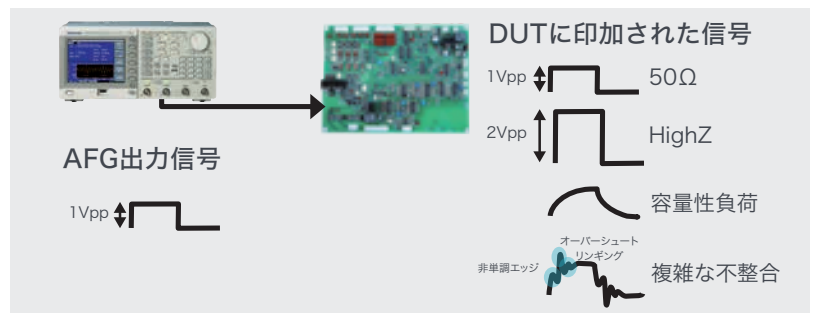 DUTに印加された信号
1Vpp
50Ω
2Vpp
HighZ
AFG出力信号
1Vpp
容量性負荷
オーバーシュート
リンギング
非単調エッジ
複雑な不整合